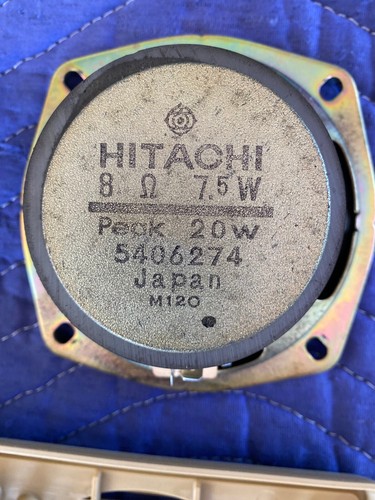 HITACHI
8 Ω 7.5W
Peak 20W
5406274
Japan
M120